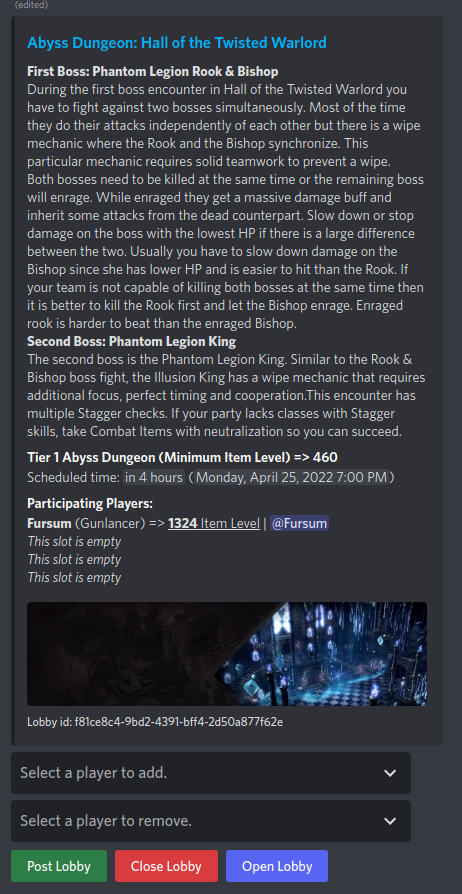 (edited)
Abyss Dungeon: Hall of the Twisted Warlord
First Boss: Phantom Legion Rook & Bishop
During the first boss encounter in Hall of the Twisted Warlord you
have to fight against two bosses simultaneously. Most of the time
they do their attacks independently of each other but there is a wipe
mechanic where the Rook and the Bishop synchronize. This
particular mechanic requires solid teamwork to prevent a wipe.
Both bosses need to be killed at the same time or the remaining boss
will enrage. While enraged they get a massive damage buff and
inherit some attacks from the dead counterpart. Slow down or stop
damage on the boss with the lowest HP if there is a large difference
between the two. Usually you have to slow down damage on the
Bishop since she has lower HP and is easier to hit than the Rook. If
your team is not capable of killing both bosses at the same time then
it is better to kill the Rook first and let the Bishop enrage. Enraged
rook is harder to beat than the enraged Bishop.
Second Boss: Phantom Legion King
The second boss is the Phantom Legion King. Similar to the Rook &
Bishop boss fight, the Illusion King has a wipe mechanic that requires
additional focus, perfect timing and cooperation.This encounter has
multiple Stagger checks. If your party lacks classes with Stagger
skills, take Combat Items with neutralization so you can succeed.
Tier 1 Abyss Dungeon (Minimum Item Level) => 460
Scheduled time: in 4 hours (Monday, April 25, 2022 7:00 PM)
Participating Players:
Fursum (Gunlancer) => 1324 Item Level | @Fursum
This slot is empty
This slot is empty
This slot is empty
Lobby id: f81ce8c4-9bd2-4391-bff4-2d50a877f62e
Select a player to add.
Select a player to remove.
Post Lobby
Close Lobby
Open Lobby